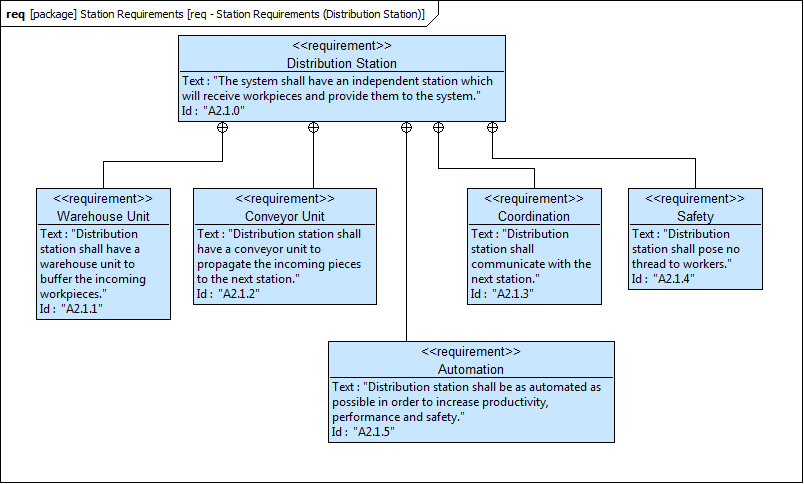 req [package] Station Requirements [req - Station Requirements (Distribution Station)]
<<requirement>>
Distribution Station
Text : "The system shall have an independent station which
will receive workpieces and provide them to the system."
Id : "A2.1.0"
<<requirement>>
Warehouse Unit
Text : "Distribution
station shall have a
warehouse unit to
buffer the incoming
workpieces."
Id : "A2.1.1"
<<requirement>>
Conveyor Unit
Text : "Distribution station shall
have a conveyor unit to
propagate the incoming pieces
to the next station."
Id : "A2.1.2"
<<requirement>>
Coordination
Text : "Distribution
station shall
communicate with the
next station."
Id : "A2.1.3"
<<requirement>>
Safety
Text : "Distribution
station shall pose no
thread to workers."
Id : "A2.1.4"
<<requirement>>
Automation
Text : "Distribution station shall be as automated as
possible in order to increase productivity,
performance and safety."
Id : "A2.1.5"